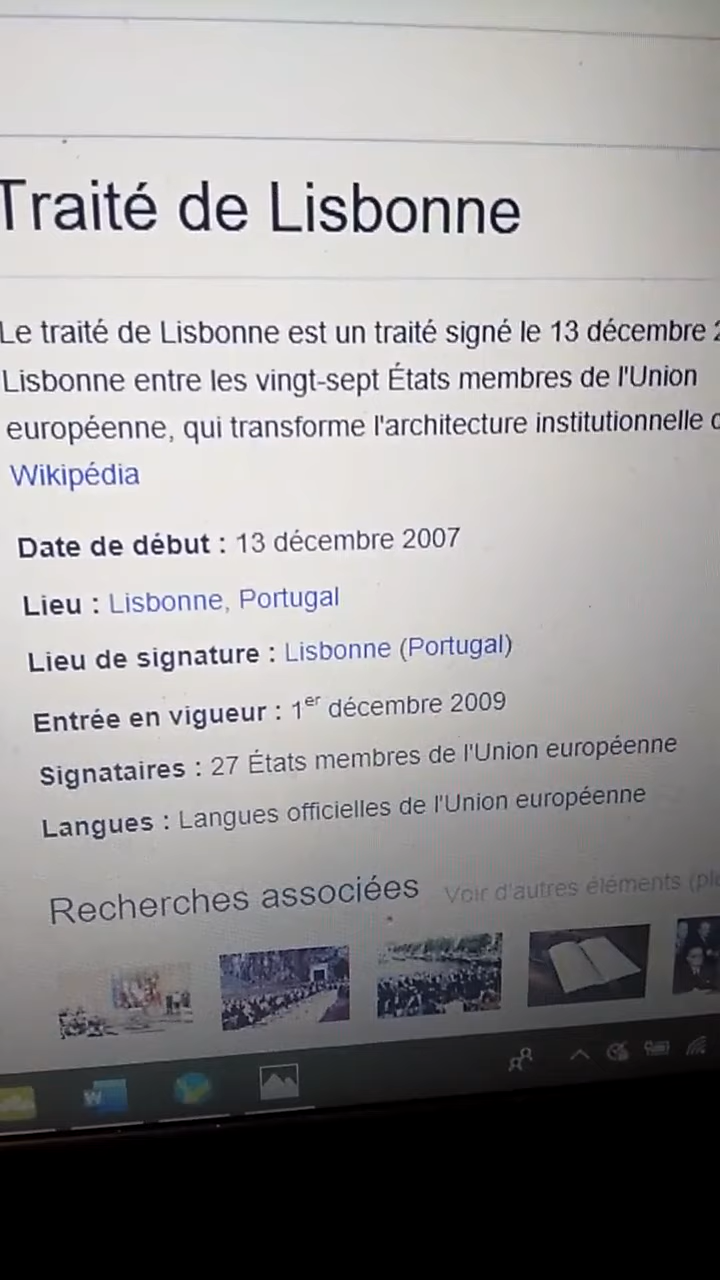 Traité de Lisbonne
Le traité de Lisbonne est un traité signé le 13 décembre
Lisbonne entre les vingt-sept États membres de l'Union
européenne, qui transforme l'architecture institutionnelle
Wikipédia
Date de début : 13 décembre 2007
Lieu : Lisbonne, Portugal
Lieu de signature : Lisbonne (Portugal)
Entrée en vigueur : 1er décembre 2009
Signataires : 27 États membres de l'Union européenne
Langues : Langues officielles de l'Union européenne
Recherches associées Voir d'autres éléments
W